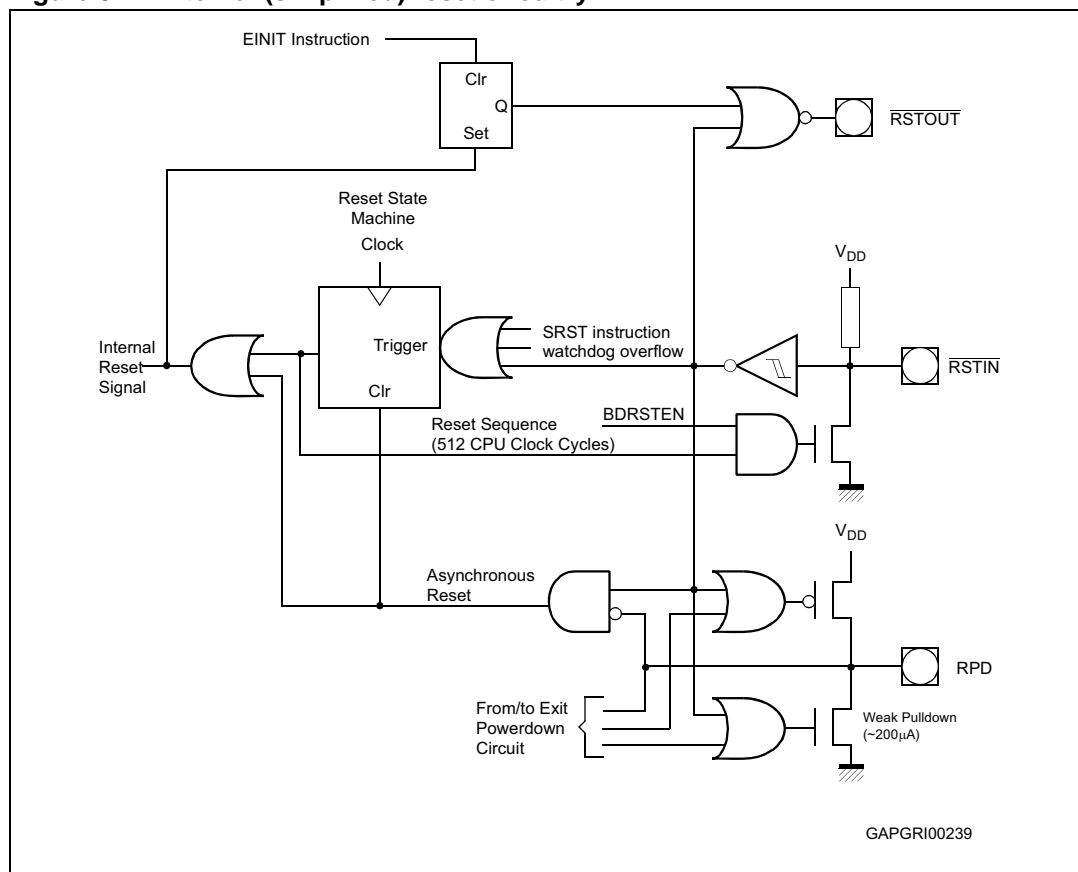 EINIT Instruction
Clr
Q
Set
RSTOUT
Reset State
Machine
Clock
VDD
Trigger
SRST instruction
watchdog overflow
Internal
Reset
Signal
RSTIN
Clr
BDRSTEN
Reset Sequence
(512 CPU Clock Cycles)
VDD
Asynchronous
Reset
RPD
From/to Exit
Powerdown
Circuit
Weak Pulldown
(~200µA)
GAPGRI00239